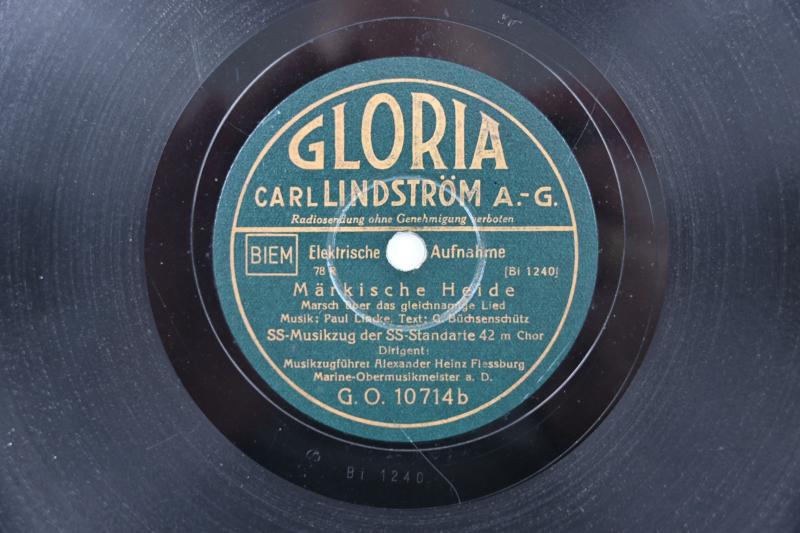 GLORIA
CARL LINDSTRÖM A.-G.
Radiosendung ohne Genehmigung verboten
BIEM Elektrische Aufnahme
78 R [Bi 1240]
Märkische Heide
Marsch über das gleichnamige Lied
Musik: Paul Lincke, Text: G. Büchsenschütz
SS-Musikzug der SS-Standarte 42 m Chor
Dirigent:
Musikzugführer Alexander Heinz Flessburg
Marine-Obermusikmeister a. D.
G. O. 10714b
Bi 1240